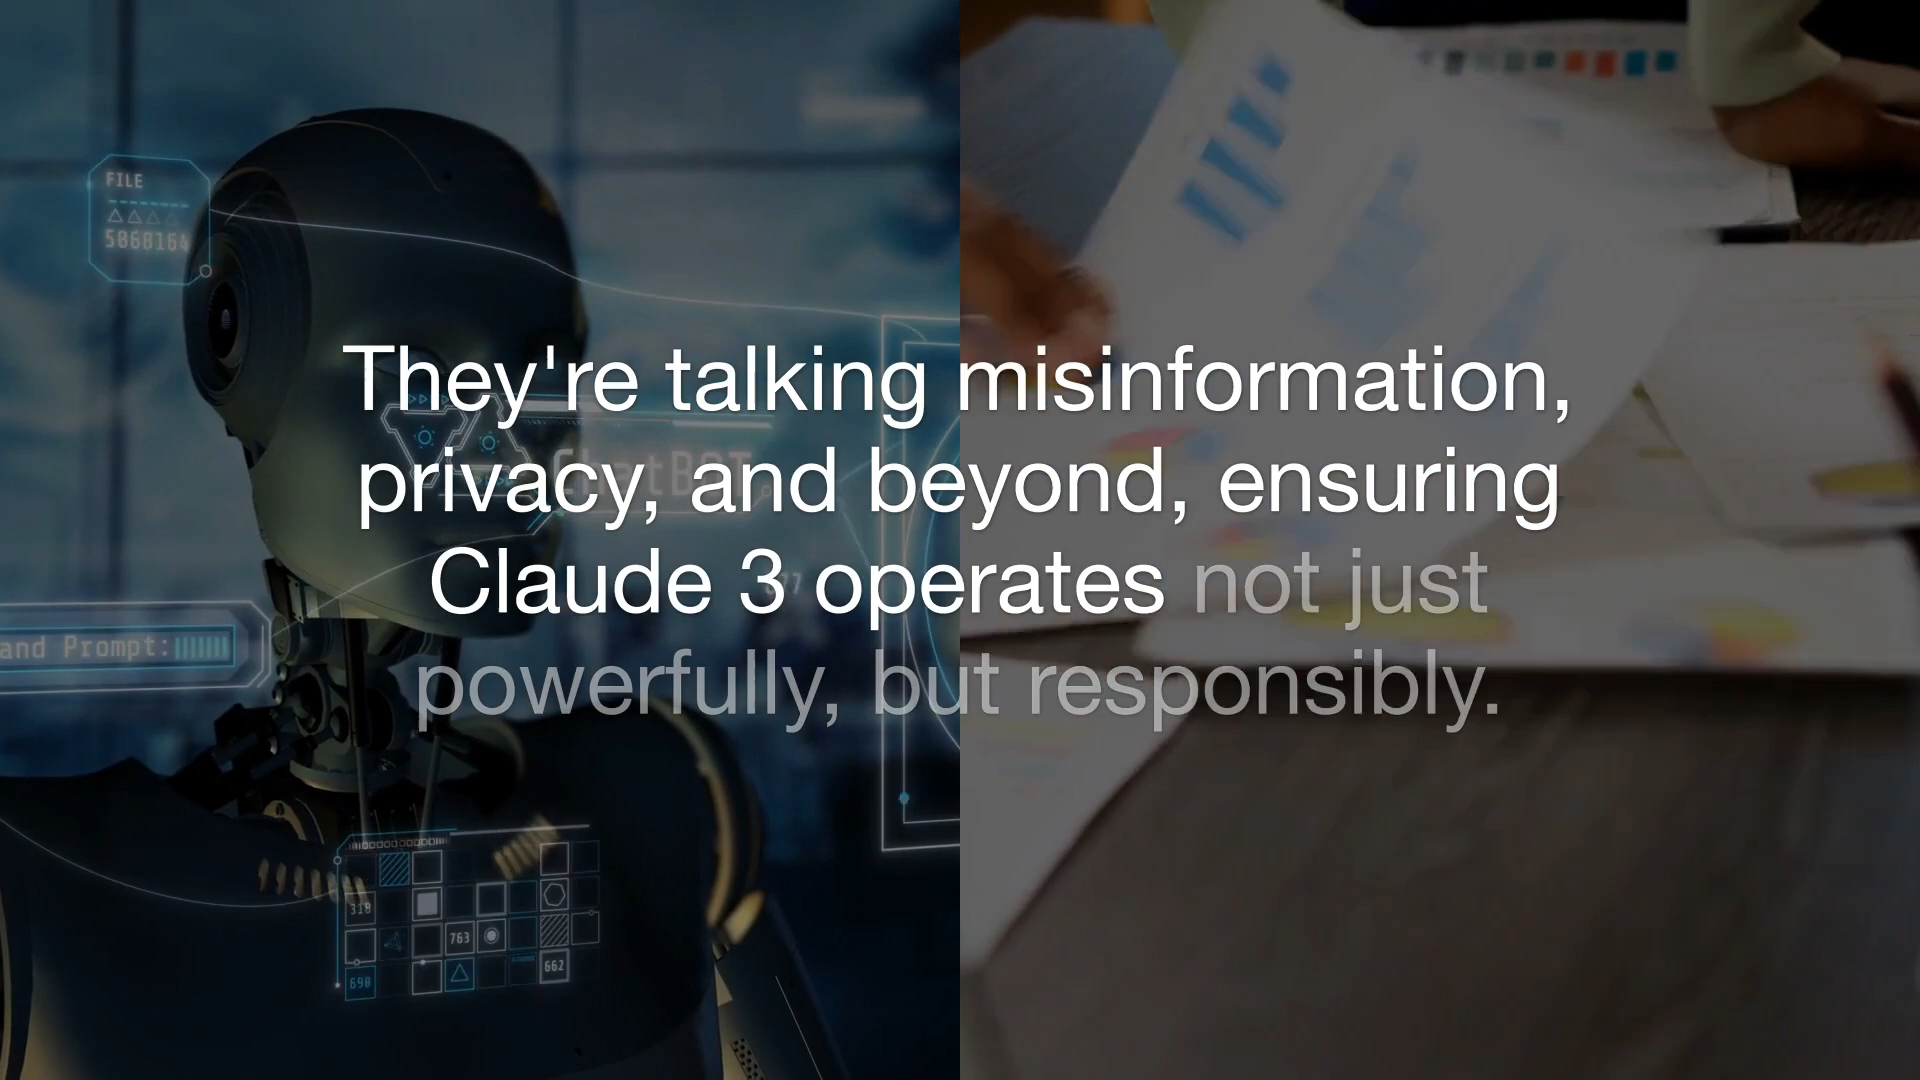 FILE
5868164
They're talking misinformation,
privacy, and beyond, ensuring
ChatBOT
Claude 3 operates not just
and Prompt:
powerfully, but responsibly.
318
763
662
690